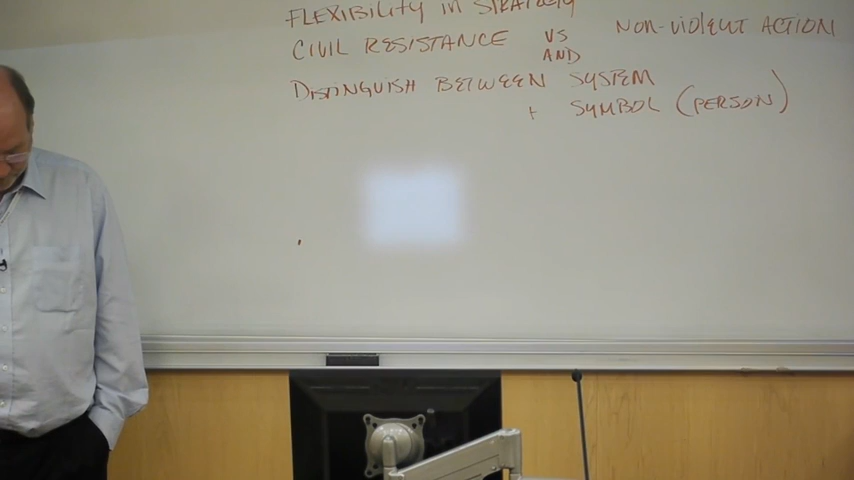 FLEXIBILITY IN STRATEGY
CIVIL RESISTANCE VS NON-VIOLENT ACTION
AND
DISTINGUISH BETWEEN SYSTEM
+ SYMBOL (PERSON)